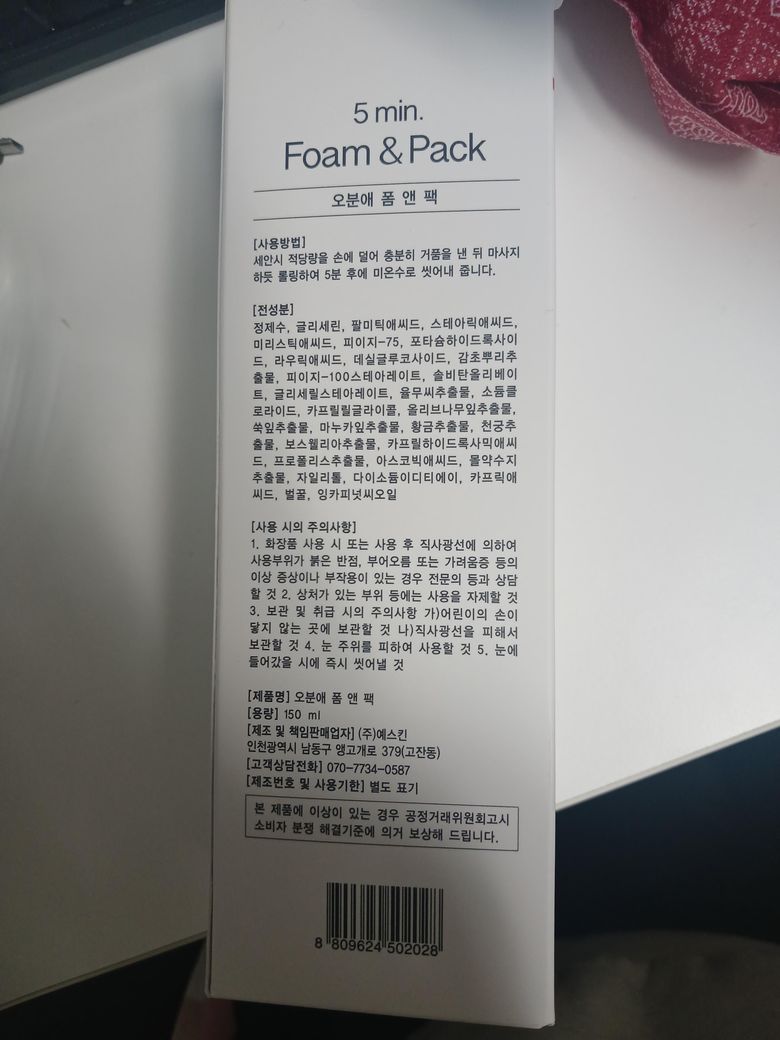 5 min.
Foam & Pack
오분애 폼 앤 팩
[사용방법]
세안시 적당량을 손에 덜어 충분히 거품을 낸 뒤 마사지
하듯 롤링하여 5분 후에 미온수로 씻어내 줍니다.
[전성분]
정제수, 글리세린, 팔미틱애씨드, 스테아릭애씨드,
미리스틱애씨드, 피이지-75, 포타슘하이드록사이
드, 라우릭애씨드, 데실글루코사이드, 감초뿌리추
출물, 피이지-100스테아레이트, 솔비탄올리베이
트, 글리세릴스테아레이트, 율무씨추출물, 소듐클
로라이드, 카프릴릴글라이콜, 올리브나무잎추출물,
쑥잎추출물, 마누카잎추출물, 황금추출물, 천궁추
출물, 보스웰리아추출물, 카프릴하이드록사믹애씨
드, 프로폴리스추출물, 아스코빅애씨드, 몰약수지
추출물, 자일리톨, 다이소듐이디티에이, 카프릭애
씨드, 벌꿀, 잉카피넛씨오일
[사용 시의 주의사항]
1. 화장품 사용 시 또는 사용 후 직사광선에 의하여
사용부위가 붉은 반점, 부어오름 또는 가려움증 등의
이상 증상이나 부작용이 있는 경우 전문의 등과 상담
할 것 2. 상처가 있는 부위 등에는 사용을 자제할 것
3. 보관 및 취급 시의 주의사항 가)어린이의 손이
닿지 않는 곳에 보관할 것 나)직사광선을 피해서
보관할 것 4. 눈 주위를 피하여 사용할 것 5. 눈에
들어갔을 시에 즉시 씻어낼 것
[제품명] 오분애 폼 앤 팩
[용량] 150 ml
[제조 및 책임판매업자] (주)예스킨
인천광역시 남동구 앵고개로 379(고잔동)
[고객상담전화] 070-7734-0587
[제조번호 및 사용기한] 별도 표기
본 제품에 이상이 있는 경우 공정거래위원회고시
소비자 분쟁 해결기준에 의거 보상해 드립니다.
8 809624 502028